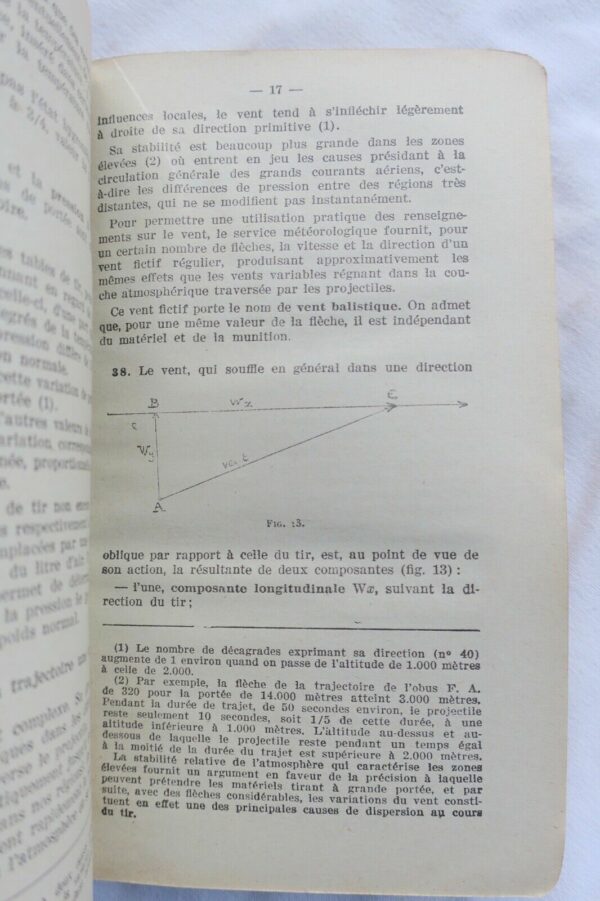 — 17 —
influences locales, le vent tend à s'infléchir légèrement
à droite de sa direction primitive (1).
Sa stabilité est beaucoup plus grande dans les zones
élevées (2) où entrent en jeu les causes présidant à la
circulation générale des grands courants aériens, c'est-
à-dire les différences de pression entre des régions très
distantes, qui ne se modifient pas instantanément.
Pour permettre une utilisation pratique des renseigne-
ments sur le vent, le service météorologique fournit, pour
un certain nombre de flèches, la vitesse et la direction d'un
vent fictif régulier, produisant approximativement les
mêmes effets que les vents variables régnant dans la cou-
che atmosphérique traversée par les projectiles.
Ce vent fictif porte le nom de vent balistique. On admet
que, pour une même valeur de la flèche, il est indépendant
du matériel et de la munition.
38. Le vent, qui souffle en général dans une direction
B Wx C
Wy
vent
A
FIG. 13.
oblique par rapport à celle du tir, est, au point de vue de
son action, la résultante de deux composantes (fig. 13) :
— l'une, composante longitudinale Wx, suivant la di-
rection du tir;
(1) Le nombre de décagrades exprimant sa direction (n° 40)
augmente de 1 environ quand on passe de l'altitude de 1.000 mètres
à celle de 2.000.
(2) Par exemple, la flèche de la trajectoire de l'obus F. A.
de 320 pour la portée de 14.000 mètres atteint 3.000 mètres.
Pendant la durée de trajet, de 50 secondes environ, le projectile
reste seulement 10 secondes, soit 1/5 de cette durée, à une
altitude inférieure à 1.000 mètres. L'altitude au-dessus et au-
dessous de laquelle le projectile reste pendant un temps égal
à la moitié de la durée du trajet est supérieure à 2.000 mètres.
La stabilité relative de l'atmosphère qui caractérise les zones
élevées fournit un argument en faveur de la précision à laquelle
peuvent prétendre les matériels tirant à grande portée, et par
suite, avec des flèches considérables, les variations du vent consti-
tuent en effet une des principales causes de dispersion au cours
du tir.